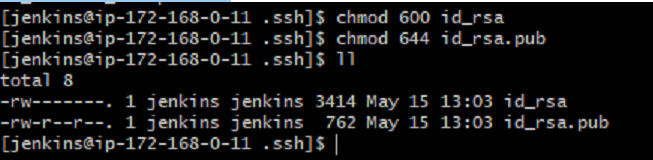 [jenkins@ip-172-168-0-11 .ssh]$ chmod 600 id_rsa
[jenkins@ip-172-168-0-11 .ssh]$ chmod 644 id_rsa.pub
[jenkins@ip-172-168-0-11 .ssh]$ ll
total 8
-rw-------. 1 jenkins jenkins 3414 May 15 13:03 id_rsa
-rw-r--r--. 1 jenkins jenkins  762 May 15 13:03 id_rsa.pub
[jenkins@ip-172-168-0-11 .ssh]$